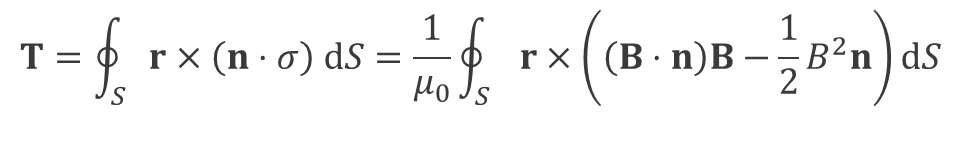 𝐓 = ∮_S 𝐫 × (𝐧 · σ) dS = 1/μ₀ ∮_S 𝐫 × ((𝐁 · 𝐧)𝐁 − 1/2 B²𝐧) dS